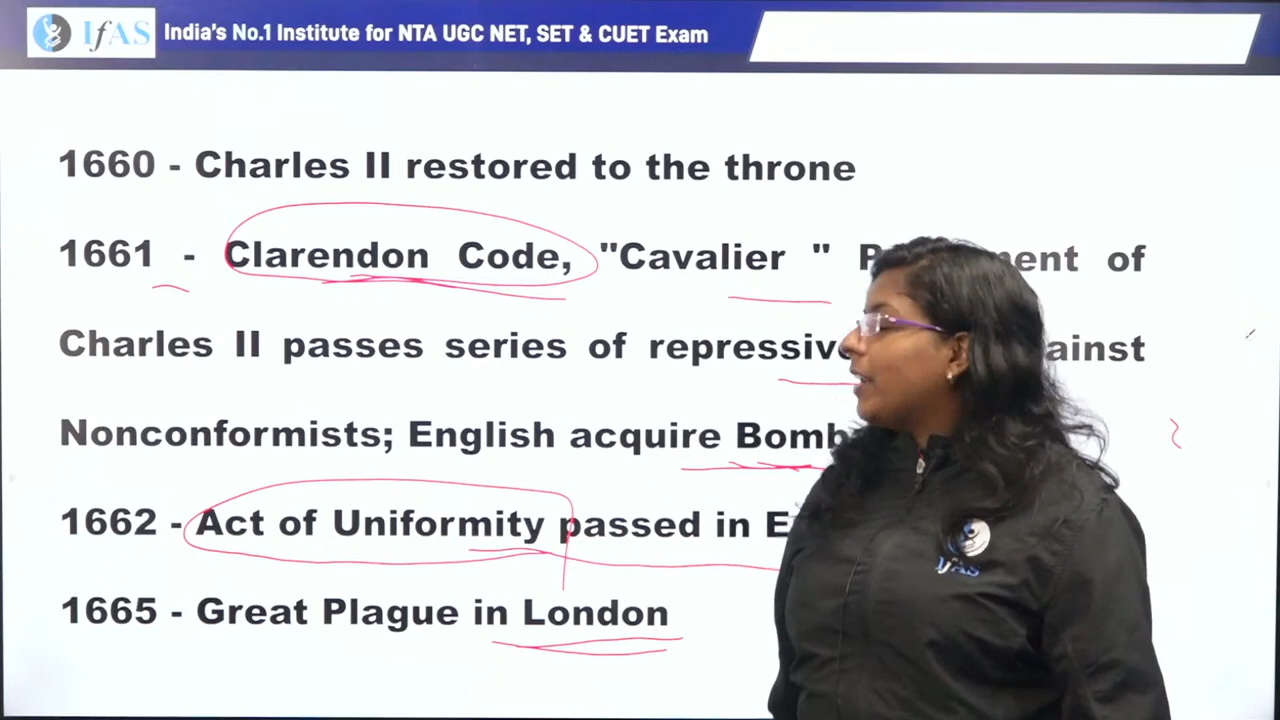 IfAS India's No.1 Institute for NTA UGC NET, SET & CUET Exam
1660 - Charles II restored to the throne
1661 - Clarendon Code, "Cavalier " of
Charles II passes series of repressive
Nonconformists; English acquire
1662 - Act of Uniformity passed in
1665 - Great Plague in London
IfAS